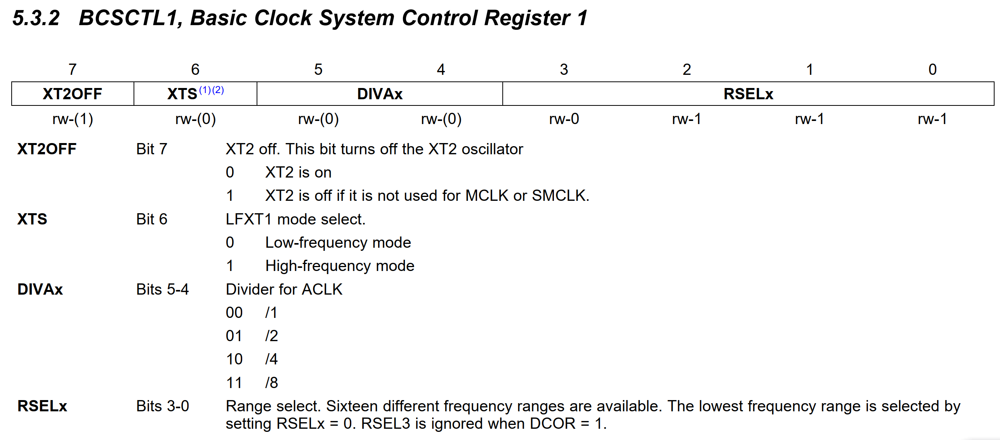 5.3.2 BCSCTL1, Basic Clock System Control Register 1
7 6 5 4 3 2 1 0
XT2OFF XTS(1)(2) DIVAx RSELx
rw-(1) rw-(0) rw-(0) rw-(0) rw-0 rw-1 rw-1 rw-1
XT2OFF Bit 7 XT2 off. This bit turns off the XT2 oscillator
0 XT2 is on
1 XT2 is off if it is not used for MCLK or SMCLK.
XTS Bit 6 LFXT1 mode select.
0 Low-frequency mode
1 High-frequency mode
DIVAx Bits 5-4 Divider for ACLK
00 /1
01 /2
10 /4
11 /8
RSELx Bits 3-0 Range select. Sixteen different frequency ranges are available. The lowest frequency range is selected by
setting RSELx = 0. RSEL3 is ignored when DCOR = 1.